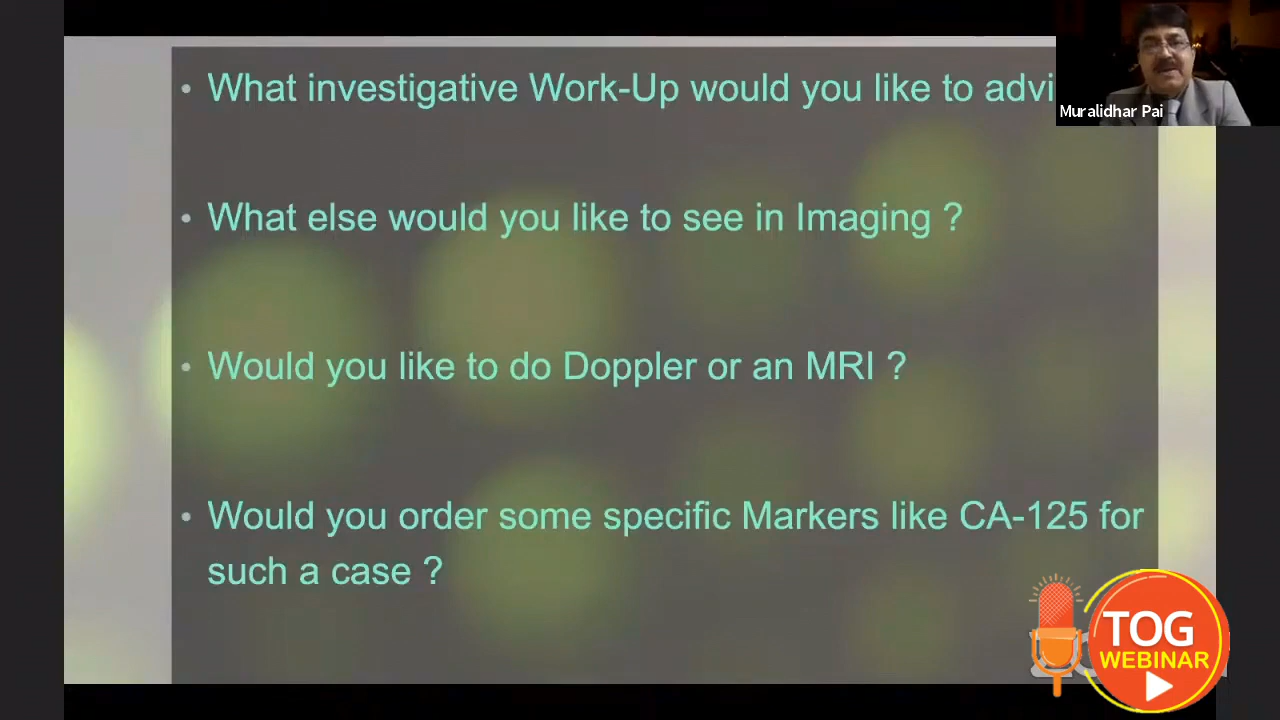 • What investigative Work-Up would you like to advi
Muralidhar Pai
• What else would you like to see in Imaging ?
• Would you like to do Doppler or an MRI ?
• Would you order some specific Markers like CA-125 for
such a case ?
TOG
WEBINAR